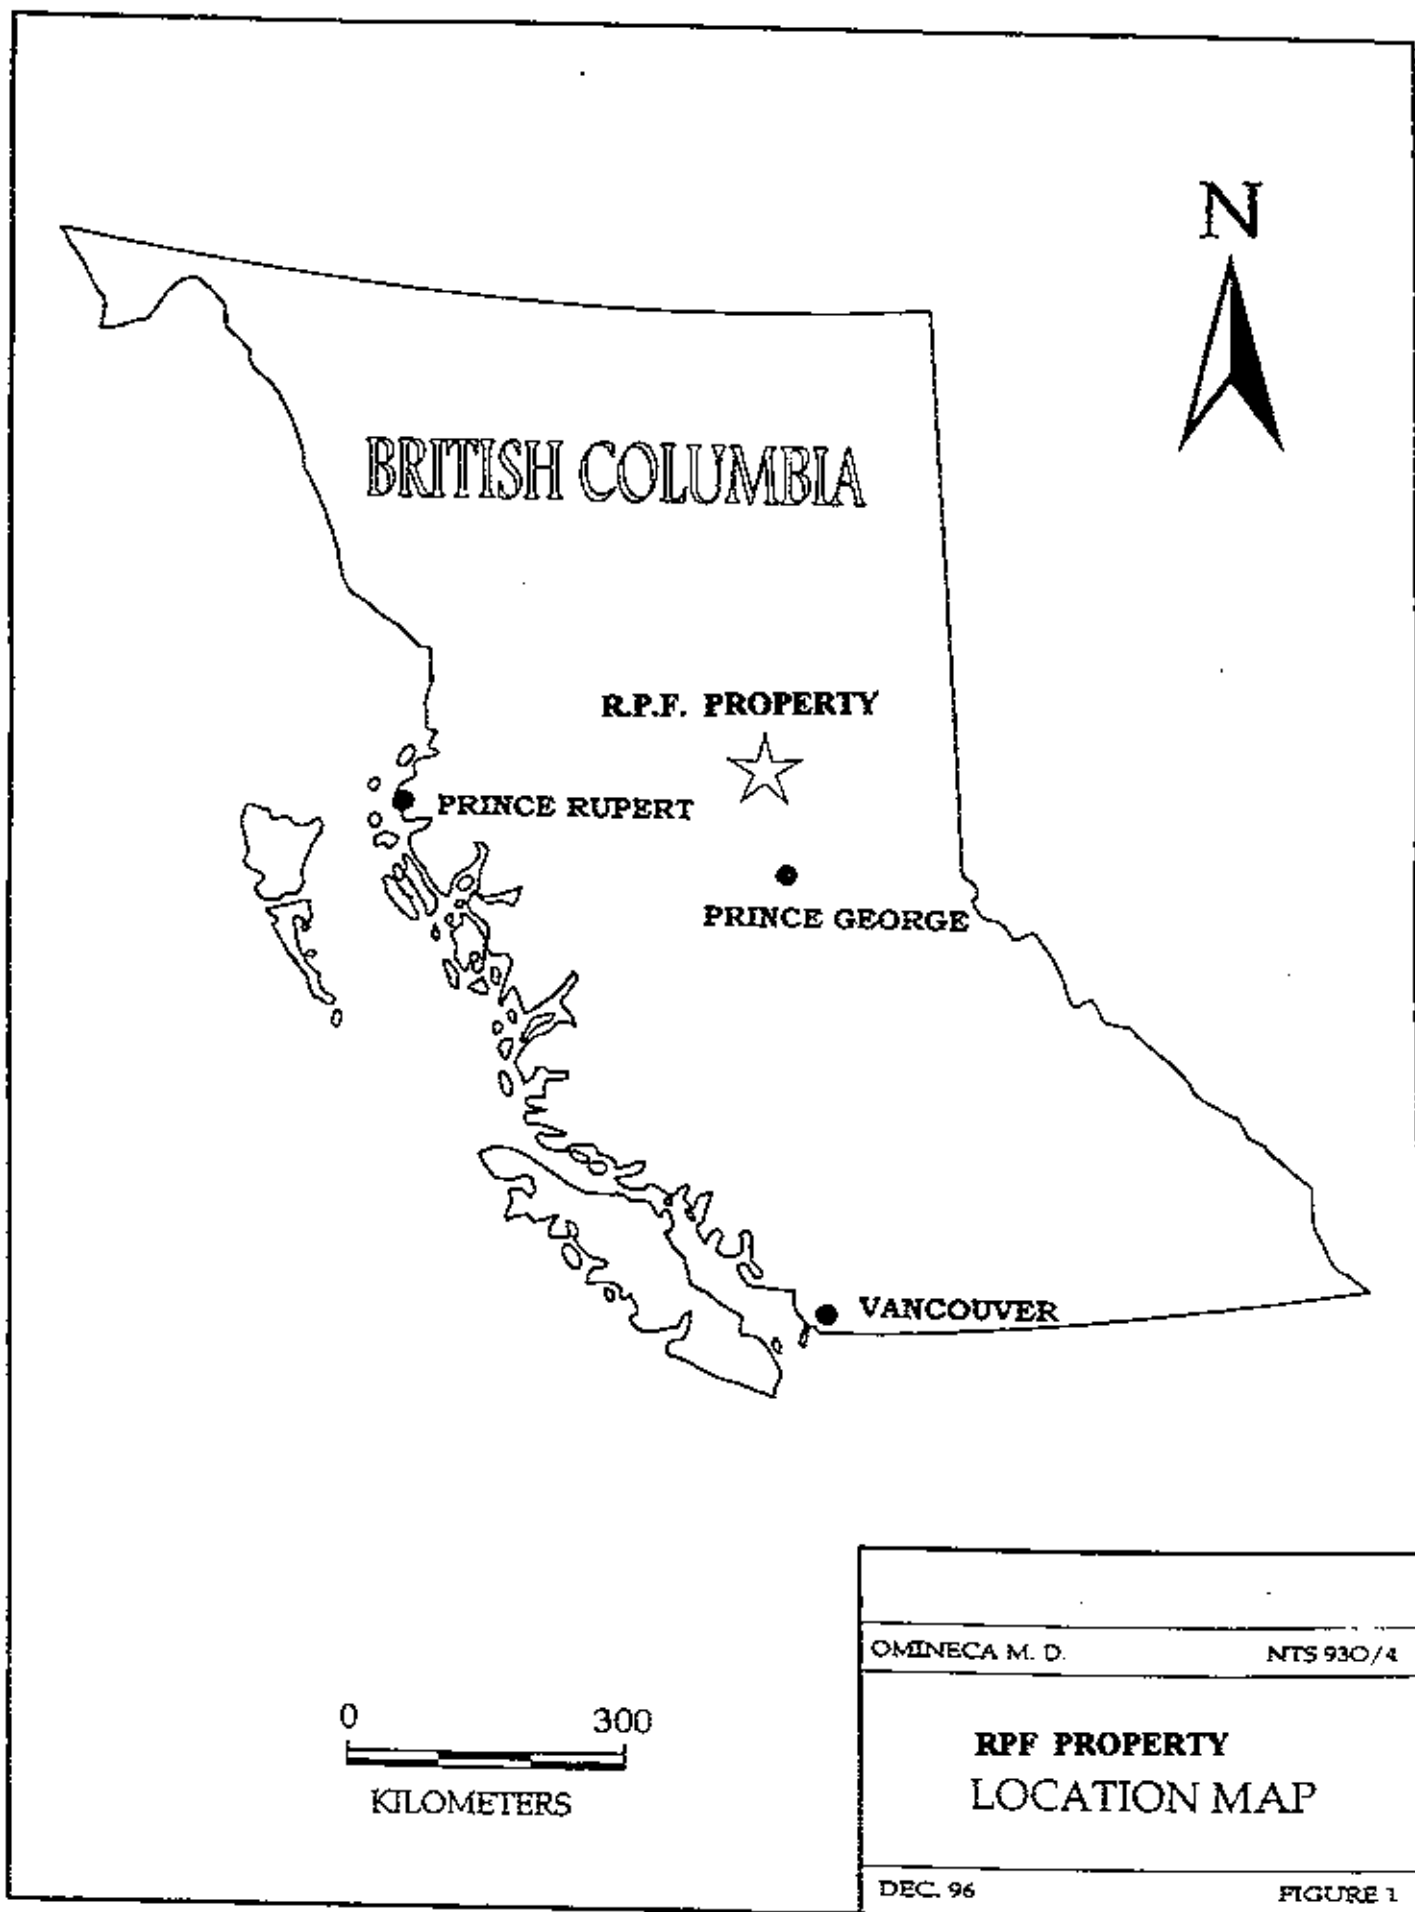 N
BRITISH COLUMBIA
R.P.F. PROPERTY
PRINCE RUPERT
PRINCE GEORGE
VANCOUVER
OMINECA M. D. NTS 93O/4
0 300
KILOMETERS
RPF PROPERTY
LOCATION MAP
DEC. 96 FIGURE 1